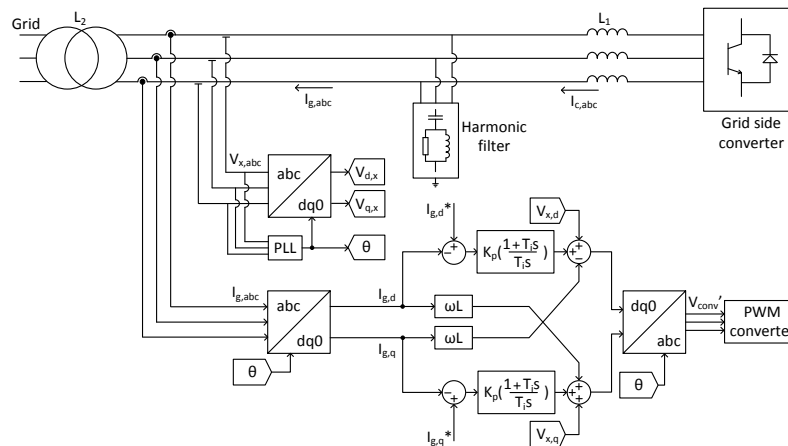 Grid
L2
L1
Ig,abc
Ic,abc
Harmonic
filter
Grid side
converter
Vx,abc
abc
dq0
Vd,x
Vq,x
PLL
θ
Ig,d*
Vx,d
Kp(1+Tis/Tis)
Ig,abc
abc
dq0
Ig,d
ωL
Ig,q
ωL
θ
dq0
abc
Vconv'
PWM
converte
θ
Kp(1+Tis/Tis)
Ig,q*
Vx,q